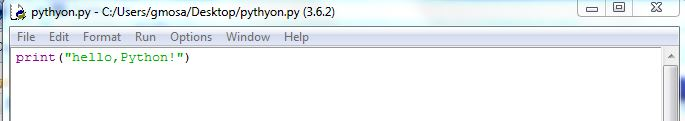 pythyon.py - C:/Users/gmosa/Desktop/pythyon.py (3.6.2)
File Edit Format Run Options Window Help
print("hello,Python!")